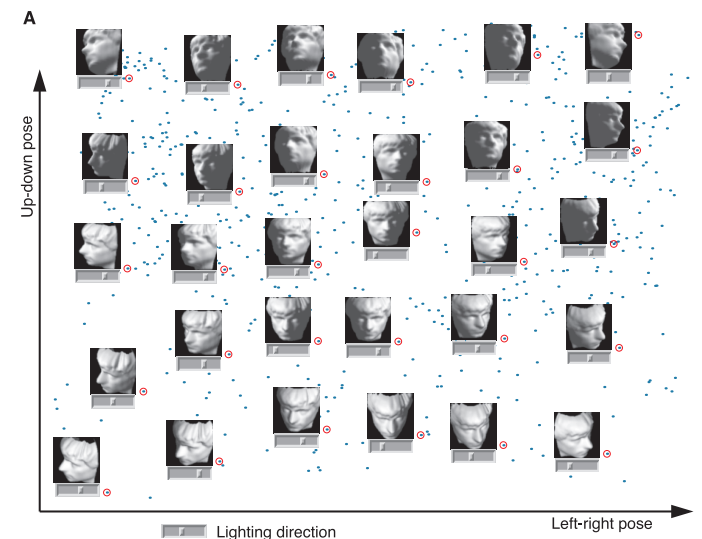 A
Up-down pose
Left-right pose
Lighting direction